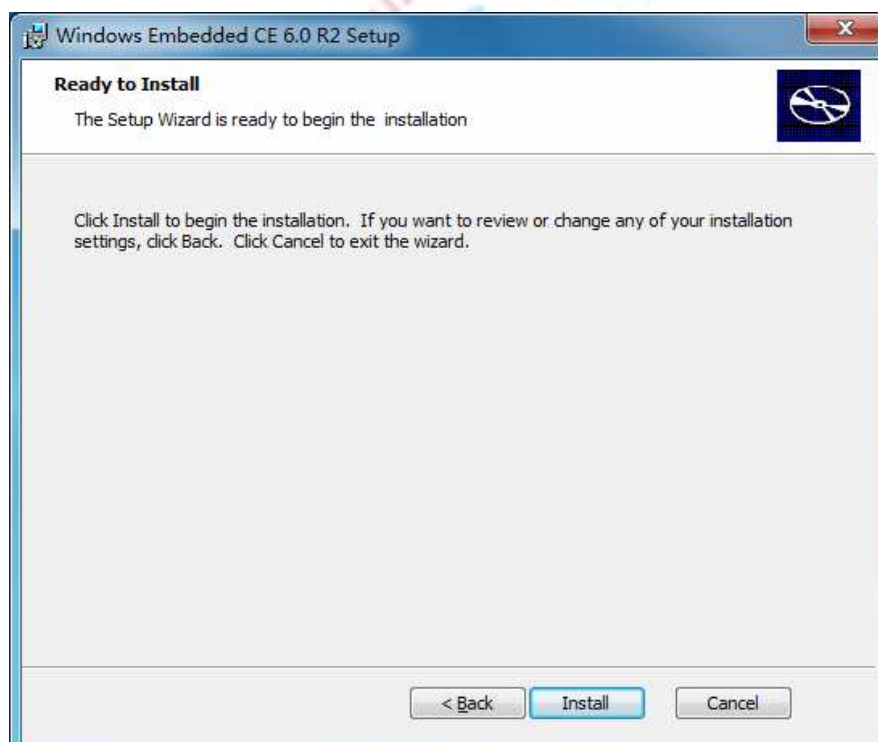 Windows Embedded CE 6.0 R2 Setup
Ready to Install
The Setup Wizard is ready to begin the installation
Click Install to begin the installation. If you want to review or change any of your installation
settings, click Back. Click Cancel to exit the wizard.
< Back Install Cancel